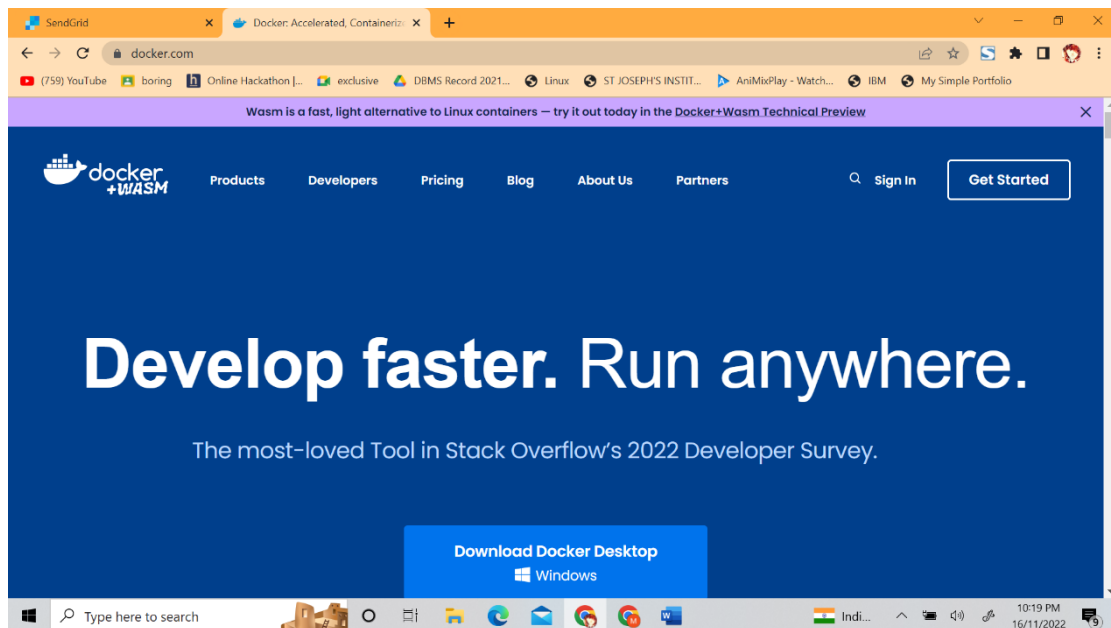 SendGrid
Docker: Accelerated, Containeriz
docker.com
(759) YouTube boring Online Hackathon |... exclusive DBMS Record 2021... Linux ST JOSEPH'S INSTIT... AniMixPlay - Watch... IBM My Simple Portfolio
Wasm is a fast, light alternative to Linux containers — try it out today in the Docker+Wasm Technical Preview
docker
+WASM
Products Developers Pricing Blog About Us Partners Sign In Get Started
Develop faster. Run anywhere.
The most-loved Tool in Stack Overflow's 2022 Developer Survey.
Download Docker Desktop
Windows
Type here to search
Indi...
10:19 PM
16/11/2022
9